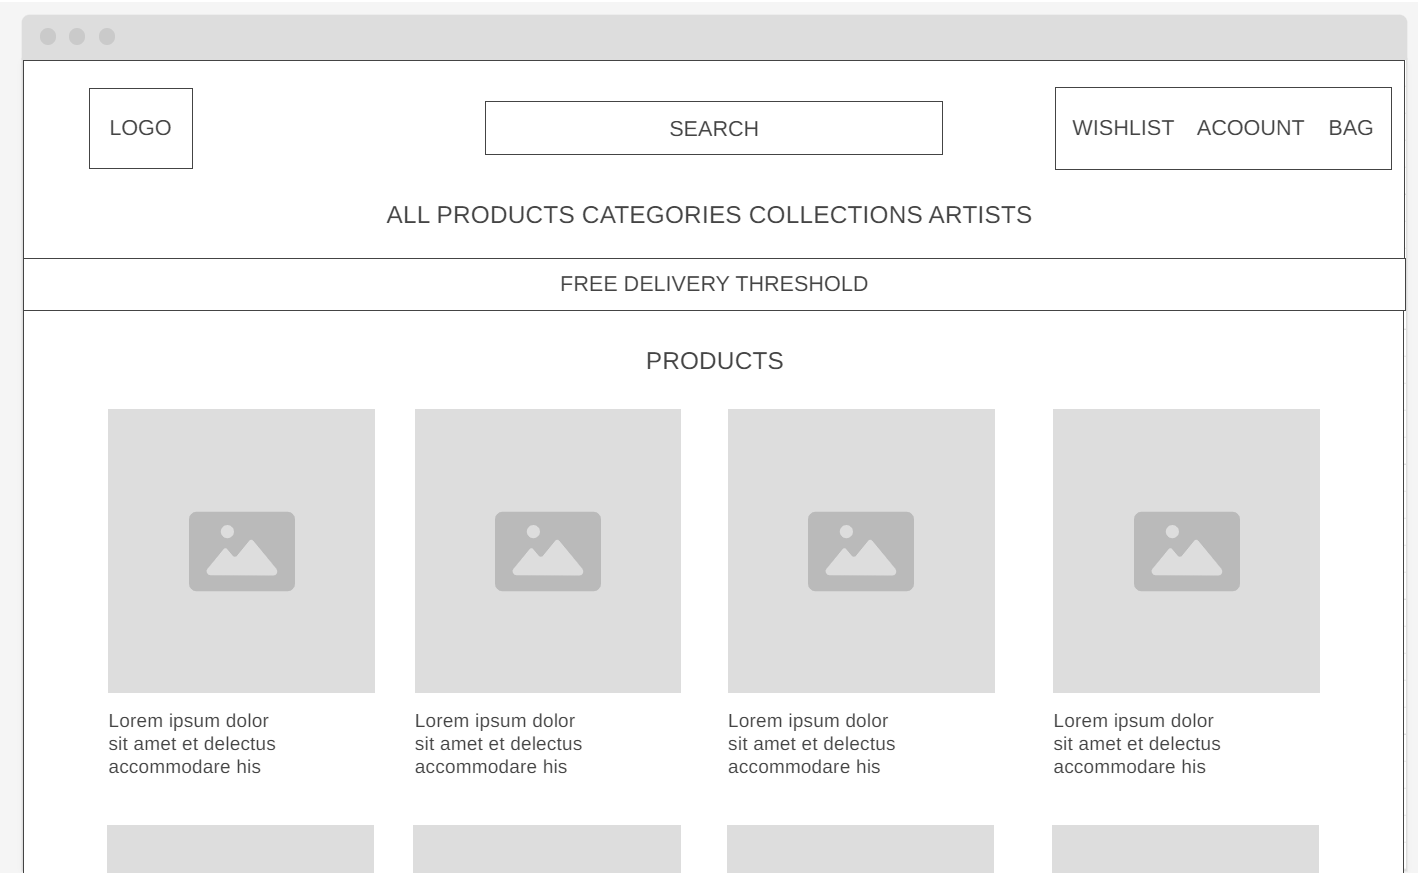 LOGO
SEARCH
WISHLIST ACOOUNT BAG
ALL PRODUCTS CATEGORIES COLLECTIONS ARTISTS
FREE DELIVERY THRESHOLD
PRODUCTS
Lorem ipsum dolor
sit amet et delectus
accommodare his
Lorem ipsum dolor
sit amet et delectus
accommodare his
Lorem ipsum dolor
sit amet et delectus
accommodare his
Lorem ipsum dolor
sit amet et delectus
accommodare his